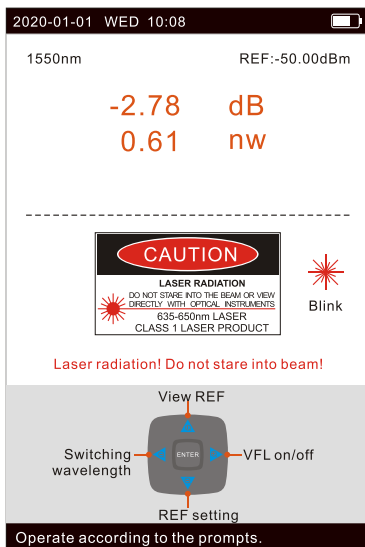 2020-01-01 WED 10:08
1550nm REF:-50.00dBm
-2.78 dB
0.61 nw
CAUTION
LASER RADIATION
DO NOT STARE INTO THE BEAM OR VIEW
DIRECTLY WITH OPTICAL INSTRUMENTS
635-650nm LASER
CLASS 1 LASER PRODUCT
Blink
Laser radiation! Do not stare into beam!
View REF
Switching
wavelength
ENTER
VFL on/off
REF setting
Operate according to the prompts.